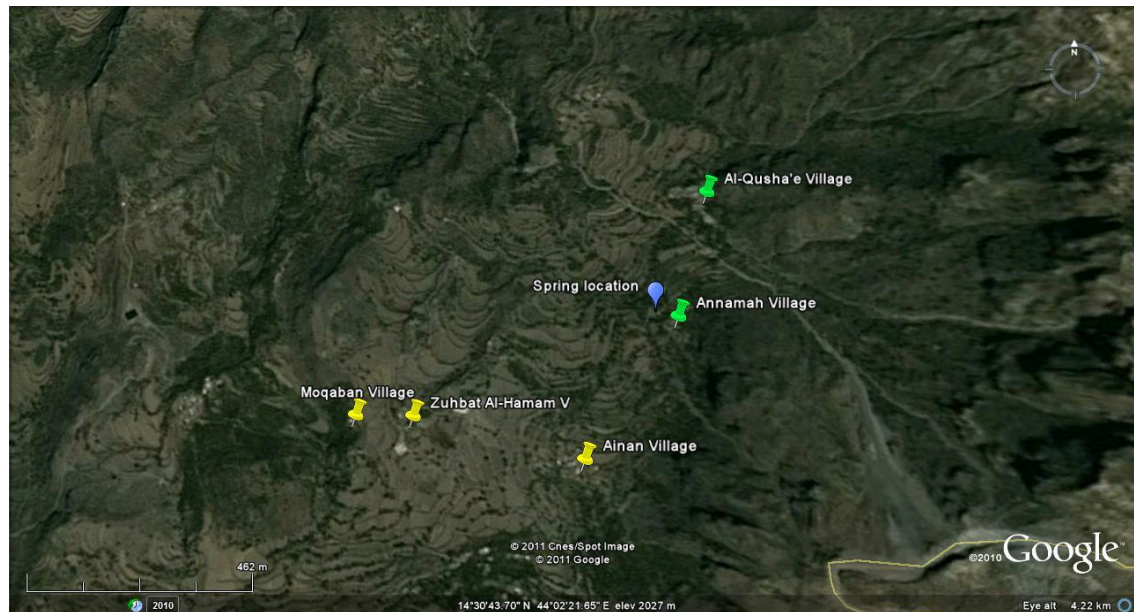 N
Al-Qusha'e Village
Spring location
Annamah Village
Moqaban Village
Zuhbat Al-Hamam V
Ainan Village
© 2011 Cnes/Spot Image
© 2011 Google
©2010 Google™
462 m
2010
14°30'43.70" N 44°02'21.65" E elev 2027 m
Eye alt 4.22 km